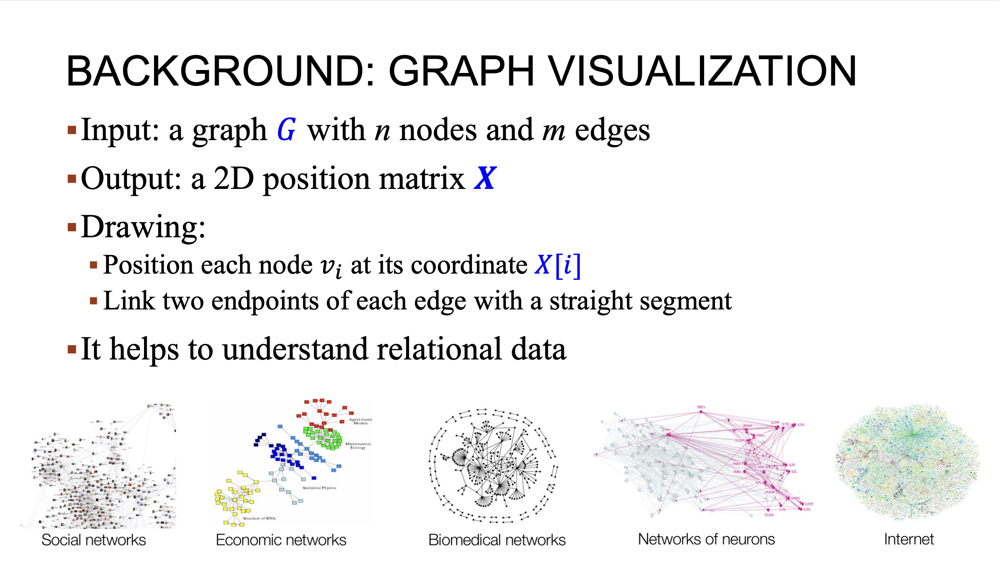 BACKGROUND: GRAPH VISUALIZATION
▪Input: a graph G with n nodes and m edges
▪Output: a 2D position matrix X
▪Drawing:
▪Position each node vᵢ at its coordinate X[i]
▪Link two endpoints of each edge with a straight segment
▪It helps to understand relational data
Agent-based
Models
Mathematical
Ecology
Statistical Physics
Structure of RNA
RMEV
RIH
URAVR
IL2VR
IL1VL
IL2VL
URAVL
OLQVR
RMER
RIPR
IL2R
RMEL
IL2L
RIPL
URADR
URADL
IL2DR
IL1DL
IL2DL
OLQDL
Social networks
Economic networks
Biomedical networks
Networks of neurons
Internet